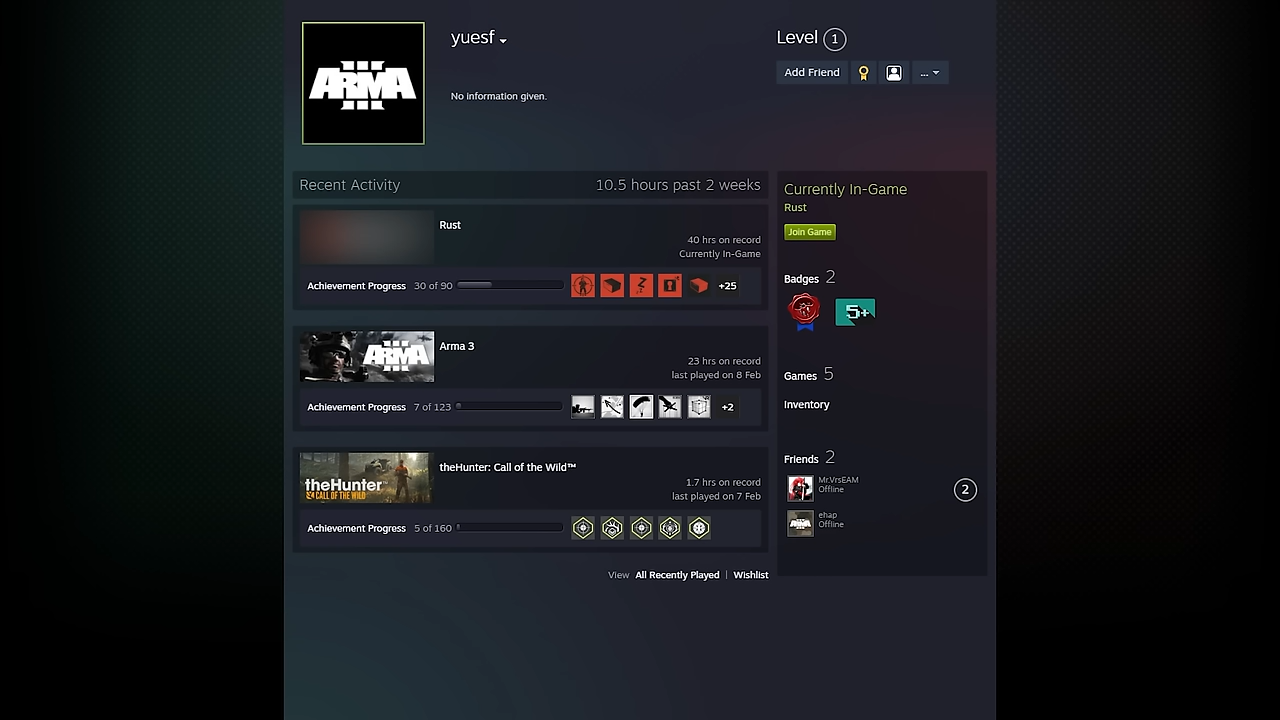 ARMA III
yuesf
No information given.
Level 1
Add Friend
...
Recent Activity
10.5 hours past 2 weeks
Rust
40 hrs on record
Currently In-Game
Achievement Progress 30 of 90
+25
ARMA III
Arma 3
23 hrs on record
last played on 8 Feb
Achievement Progress 7 of 123
+2
theHunter™
CALL OF THE WILD™
theHunter: Call of the Wild™
1.7 hrs on record
last played on 7 Feb
Achievement Progress 5 of 160
View All Recently Played | Wishlist
Currently In-Game
Rust
Join Game
Badges 2
5+
Games 5
Inventory
Friends 2
Mr.VrsEAM
Offline
2
ehap
Offline